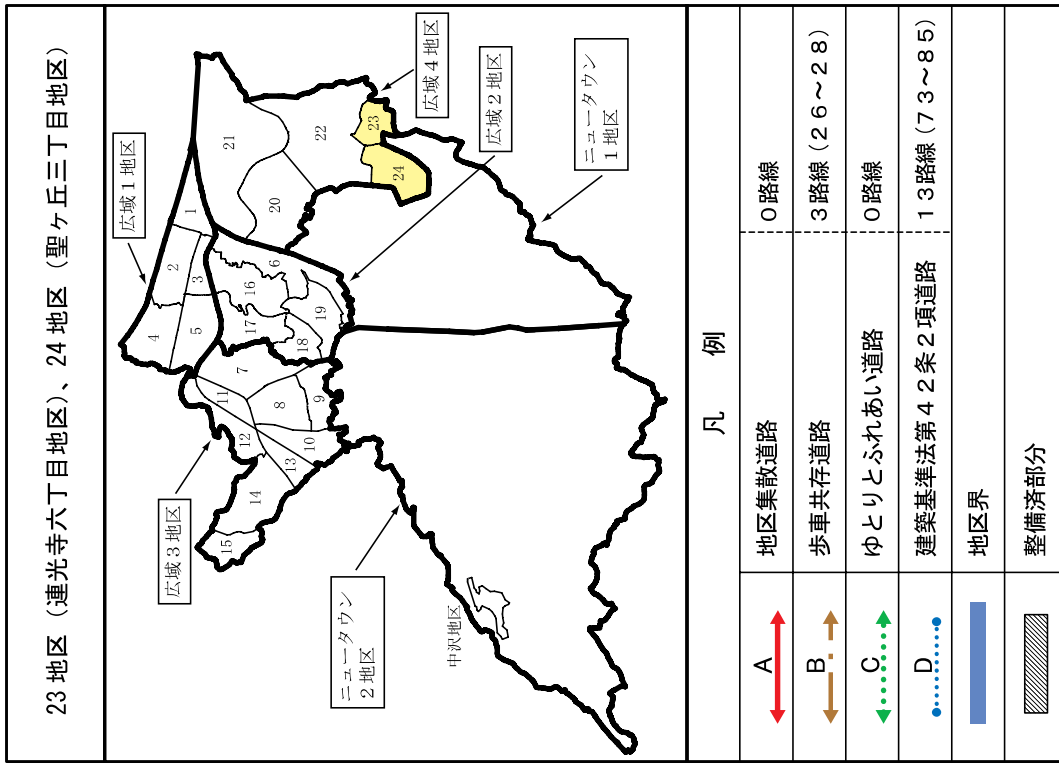 23地区（連光寺六丁目地区）、24地区（聖ヶ丘三丁目地区）
広域1地区
広域4地区
広域2地区
ニュータウン
1地区
広域3地区
ニュータウン
2地区
中沢地区
1
2
3
4
5
6
7
8
9
10
11
12
13
14
15
16
17
18
19
20
21
22
23
24
凡　例
A 地区集散道路 0路線
B 歩車共存道路 3路線（26～28）
C ゆとりとふれあい道路 0路線
D 建築基準法第42条2項道路 13路線（73～85）
地区界
整備済部分